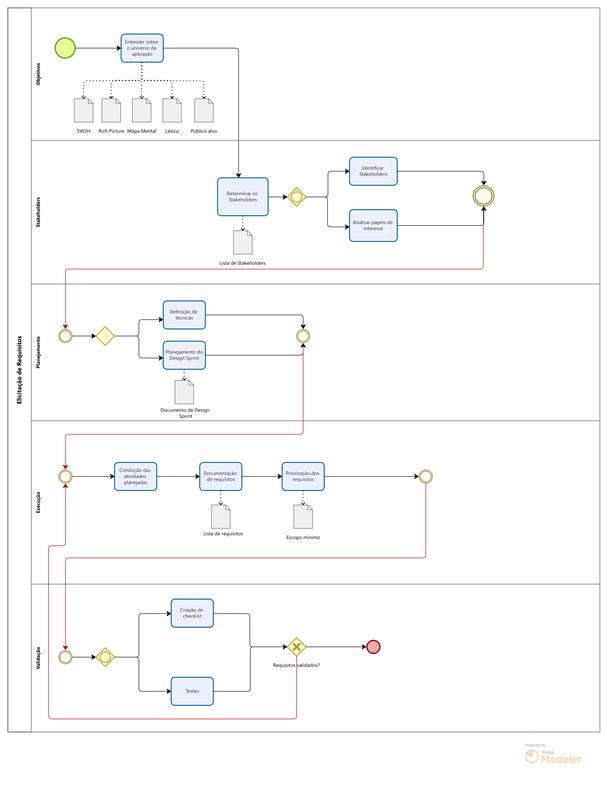 Elicitação de Requisitos
Objetivos
Entender sobre
o universo da
aplicação
5W2H
Rich Picture
Mapa Mental
Léxico
Público alvo
Stakeholders
Determinar os
Stakeholders
Lista de Stakeholders
Identificar
Stakeholders
Analisar papéis de
interesse
Planejamento
Definição de
técnicas
Planejamento do
Design Sprint
Documento de Design
Sprint
Execução
Condução das
atividades
planejadas
Documentação
de requisitos
Lista de requisitos
Priorização dos
requisitos
Escopo mínimo
Validação
Criação de
checklist
Testes
Requisitos validados?
Powered by
bizagi
Modeler